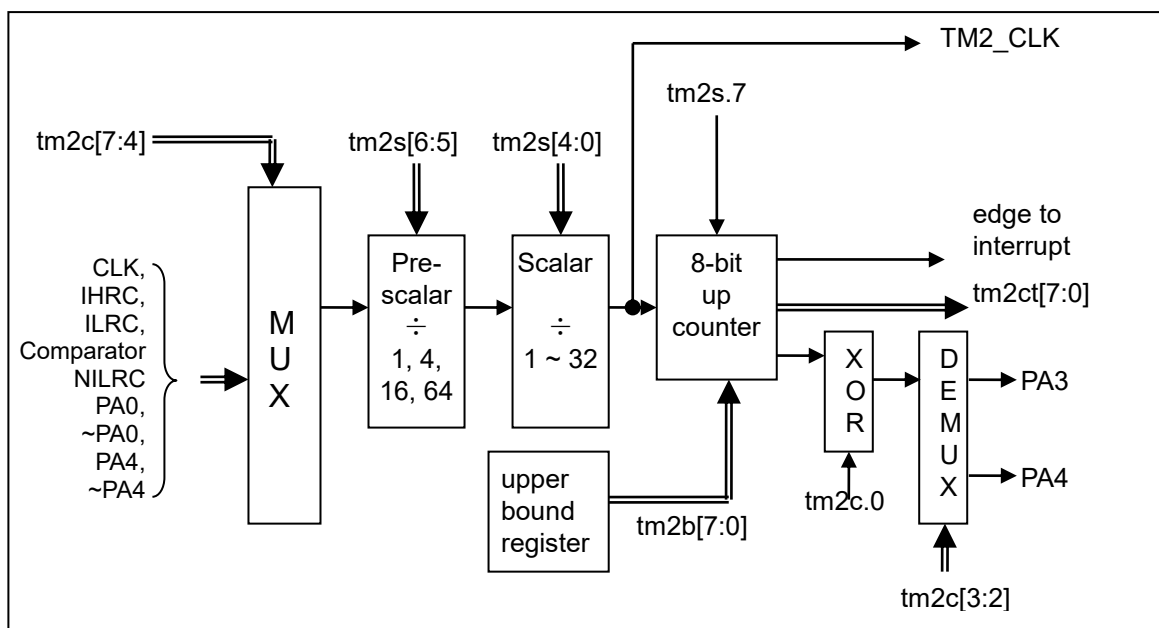 TM2_CLK
tm2s.7
tm2c[7:4]
tm2s[6:5]
tm2s[4:0]
CLK,
IHRC,
ILRC,
Comparator
NILRC
PA0,
~PA0,
PA4,
~PA4
M
U
X
Pre-
scalar
÷
1, 4,
16, 64
Scalar
÷
1 ~ 32
8-bit
up
counter
edge to
interrupt
tm2ct[7:0]
X
O
R
D
E
M
U
X
PA3
PA4
upper
bound
register
tm2b[7:0]
tm2c.0
tm2c[3:2]